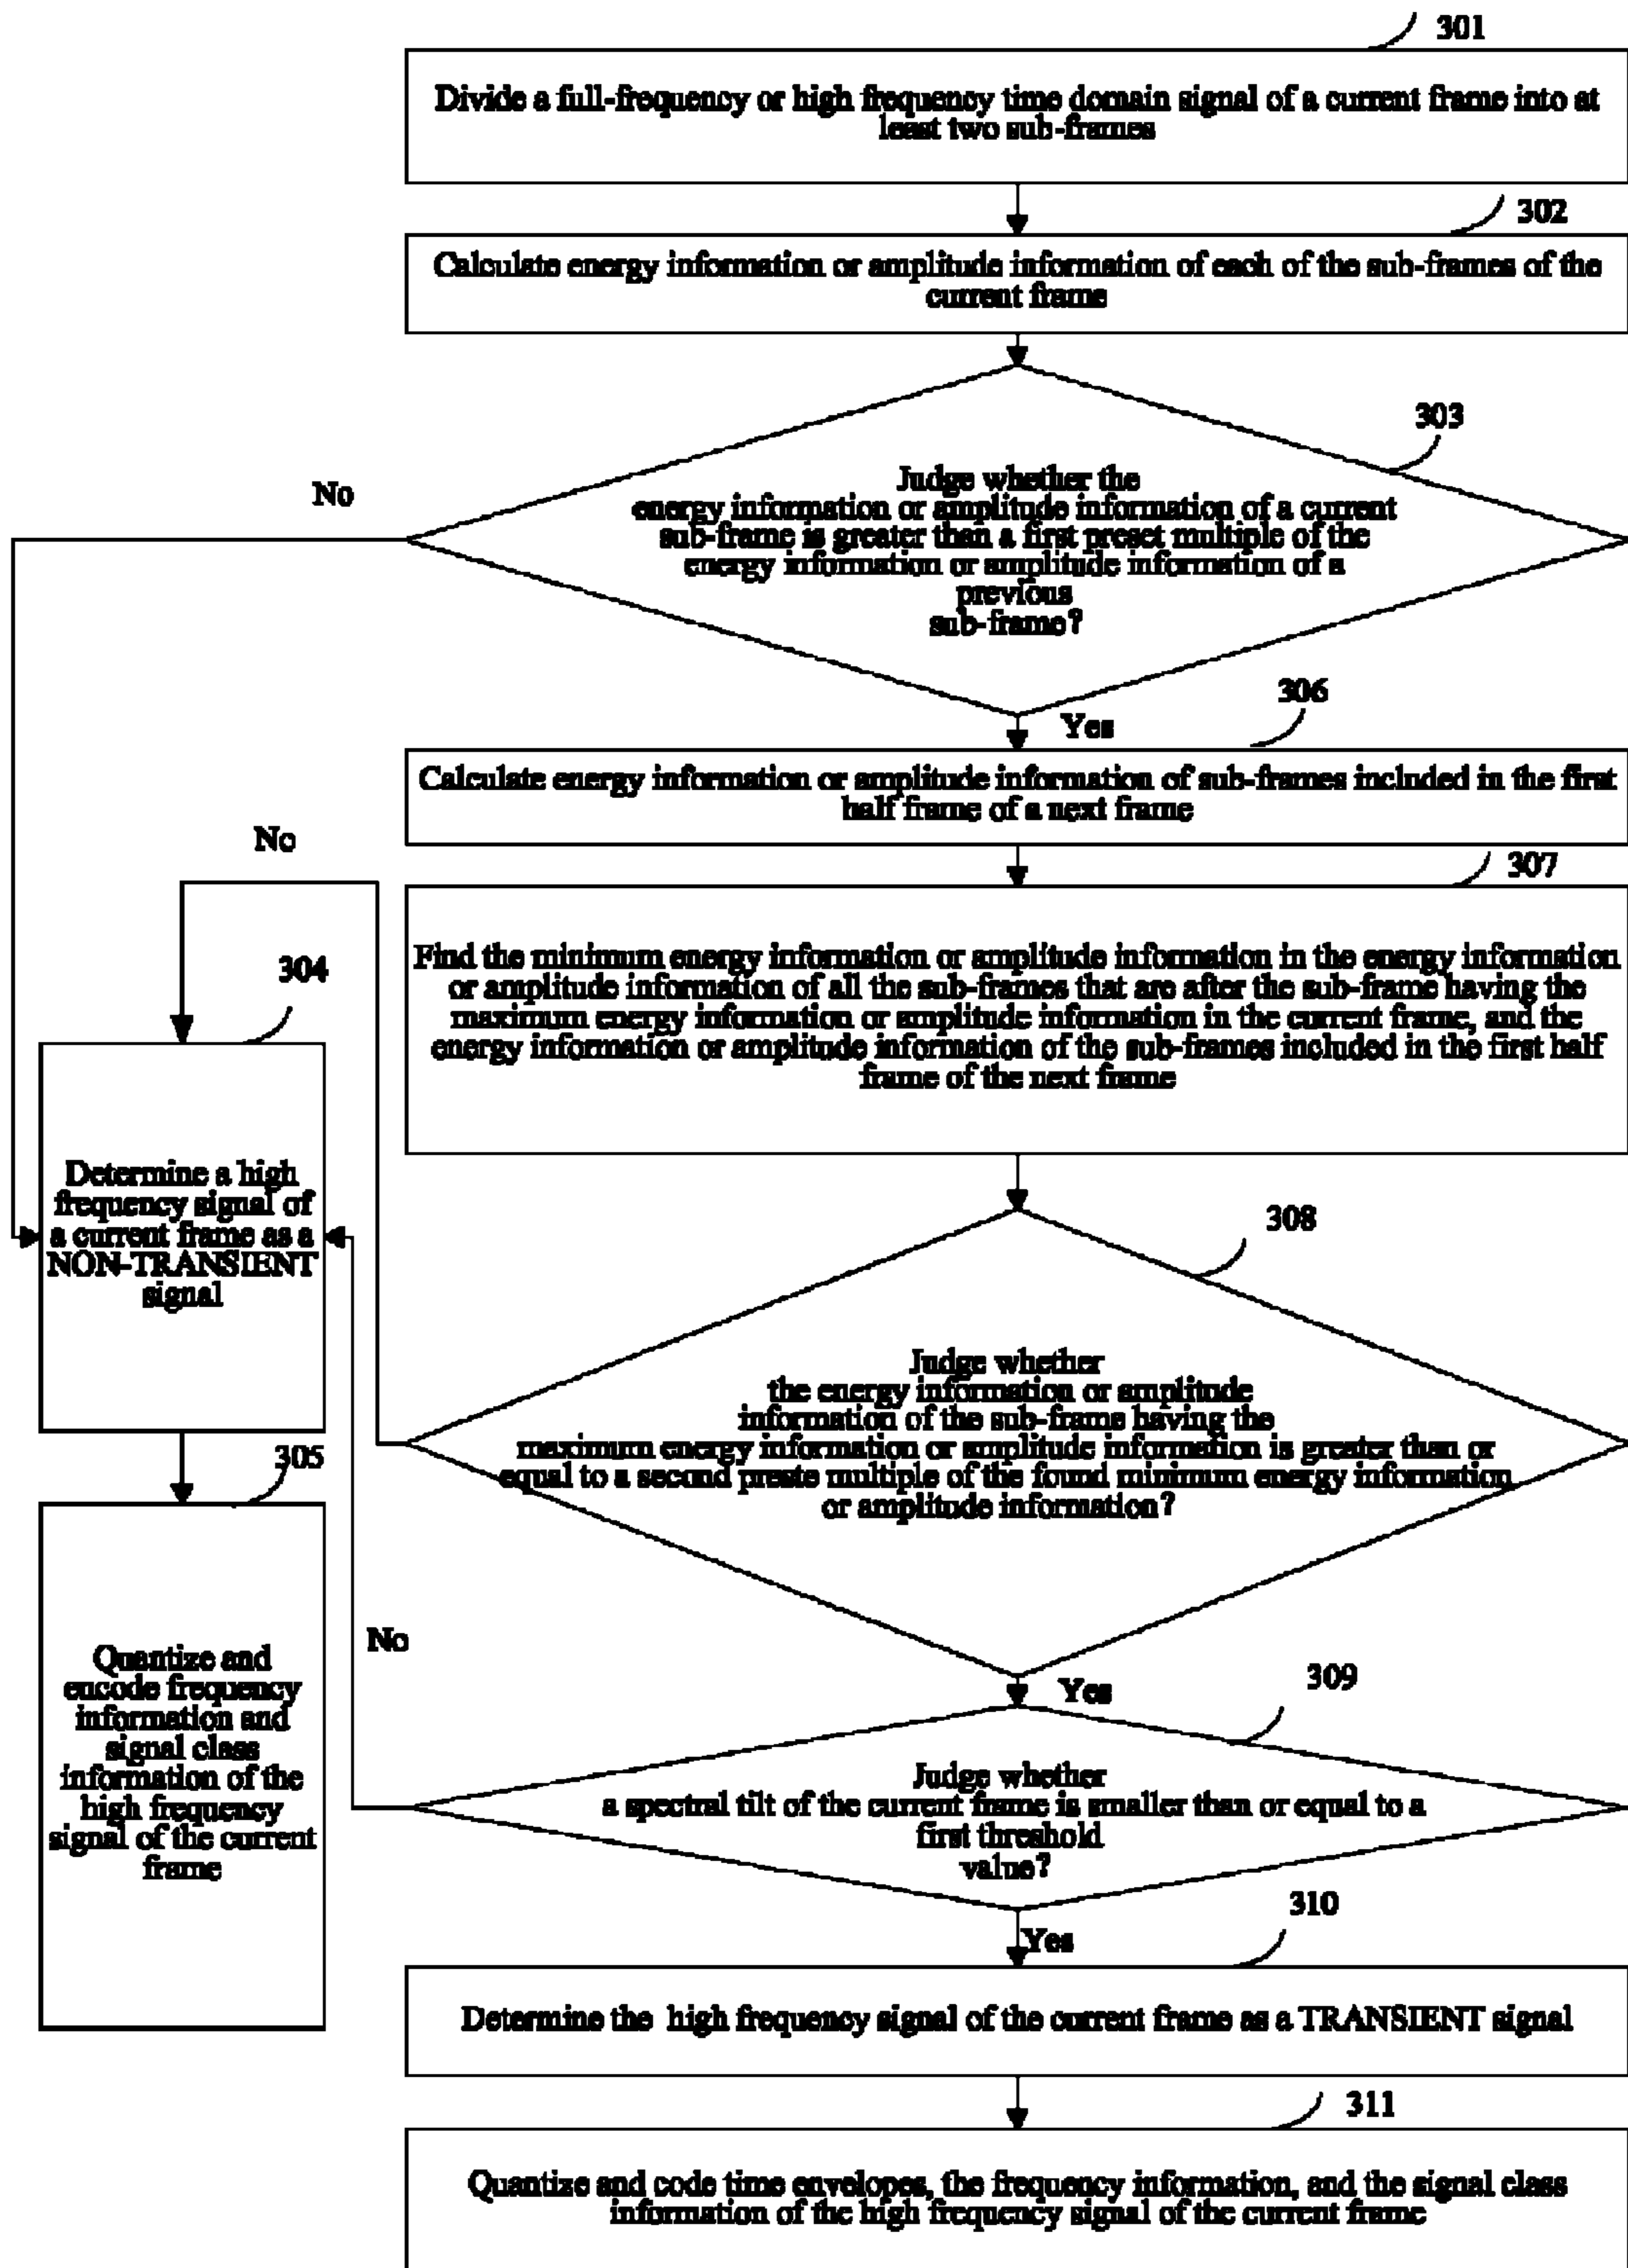 301
Divide a full-frequency or high frequency time domain signal of a current frame into at
least two sub-frames
302
Calculate energy information or amplitude information of each of the sub-frames of the
current frame
303
Judge whether the
energy information or amplitude information of a current
sub-frame is greater than a first preset multiple of the
energy information or amplitude information of a
previous
sub-frame?
No
306
Yes
Calculate energy information or amplitude information of sub-frames included in the first
half frame of a next frame
No
307
Find the minimum energy information or amplitude information in the energy information
or amplitude information of all the sub-frames that are after the sub-frame having the
maximum energy information or amplitude information in the current frame, and the
energy information or amplitude information of the sub-frames included in the first half
frame of the next frame
304
Determine a high
frequency signal of
a current frame as a
NON-TRANSIENT
signal
308
Judge whether
the energy information or amplitude
information of the sub-frame having the
maximum energy information or amplitude information is greater than or
equal to a second preste multiple of the found minimum energy information
or amplitude information?
305
Quantize and
encode frequency
information and
signal class
information of the
high frequency
signal of the current
frame
No
Yes
309
Judge whether
a spectral tilt of the current frame is smaller than or equal to a
first threshold
value?
310
Yes
Determine the high frequency signal of the current frame as a TRANSIENT signal
311
Quantize and code time envelopes, the frequency information, and the signal class
information of the high frequency signal of the current frame